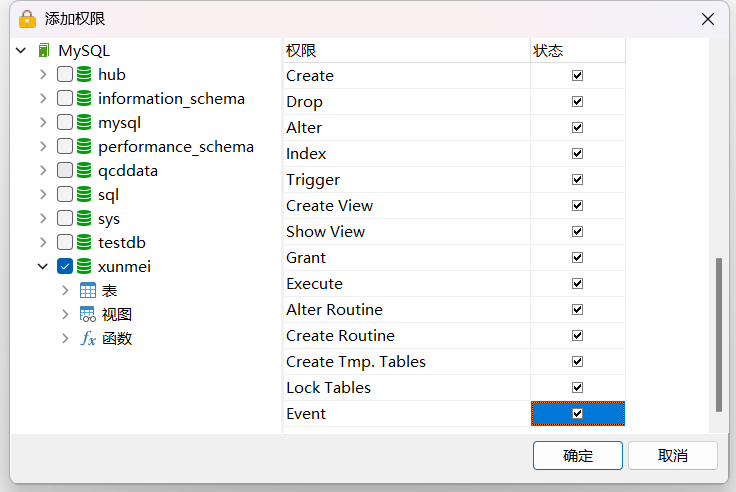 添加权限
MySQL
hub
information_schema
mysql
performance_schema
qcddata
sql
sys
testdb
xunmei
表
视图
fx 函数
权限 状态
Create
Drop
Alter
Index
Trigger
Create View
Show View
Grant
Execute
Alter Routine
Create Routine
Create Tmp. Tables
Lock Tables
Event
确定 取消